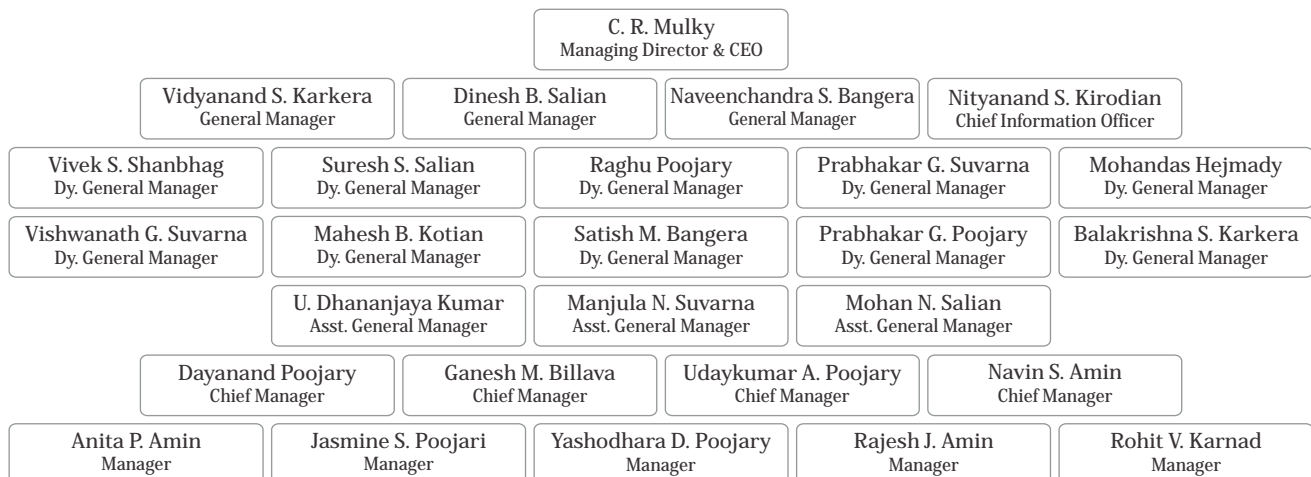 C. R. Mulky
Managing Director & CEO
Vidyanand S. Karkera
General Manager
Dinesh B. Salian
General Manager
Naveenchandra S. Bangera
General Manager
Nityanand S. Kirodian
Chief Information Officer
Vivek S. Shanbhag
Dy. General Manager
Suresh S. Salian
Dy. General Manager
Raghu Poojary
Dy. General Manager
Prabhakar G. Suvarna
Dy. General Manager
Mohandas Hejmady
Dy. General Manager
Vishwanath G. Suvarna
Dy. General Manager
Mahesh B. Kotian
Dy. General Manager
Satish M. Bangera
Dy. General Manager
Prabhakar G. Poojary
Dy. General Manager
Balakrishna S. Karkera
Dy. General Manager
U. Dhananjaya Kumar
Asst. General Manager
Manjula N. Suvarna
Asst. General Manager
Mohan N. Salian
Asst. General Manager
Dayanand Poojary
Chief Manager
Ganesh M. Billava
Chief Manager
Udaykumar A. Poojary
Chief Manager
Navin S. Amin
Chief Manager
Anita P. Amin
Manager
Jasmine S. Poojari
Manager
Yashodhara D. Poojary
Manager
Rajesh J. Amin
Manager
Rohit V. Karnad
Manager